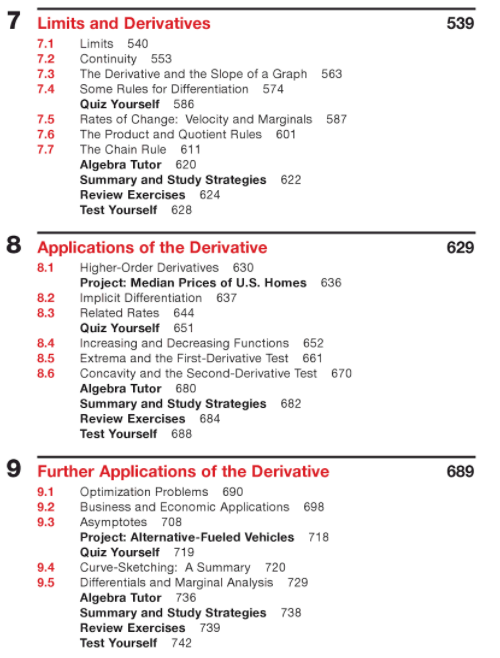 7 Limits and Derivatives 539
7.1 Limits 540
7.2 Continuity 553
7.3 The Derivative and the Slope of a Graph 563
7.4 Some Rules for Differentiation 574
Quiz Yourself 586
7.5 Rates of Change: Velocity and Marginals 587
7.6 The Product and Quotient Rules 601
7.7 The Chain Rule 611
Algebra Tutor 620
Summary and Study Strategies 622
Review Exercises 624
Test Yourself 628
8 Applications of the Derivative 629
8.1 Higher-Order Derivatives 630
Project: Median Prices of U.S. Homes 636
8.2 Implicit Differentiation 637
8.3 Related Rates 644
Quiz Yourself 651
8.4 Increasing and Decreasing Functions 652
8.5 Extrema and the First-Derivative Test 661
8.6 Concavity and the Second-Derivative Test 670
Algebra Tutor 680
Summary and Study Strategies 682
Review Exercises 684
Test Yourself 688
9 Further Applications of the Derivative 689
9.1 Optimization Problems 690
9.2 Business and Economic Applications 698
9.3 Asymptotes 708
Project: Alternative-Fueled Vehicles 718
Quiz Yourself 719
9.4 Curve-Sketching: A Summary 720
9.5 Differentials and Marginal Analysis 729
Algebra Tutor 736
Summary and Study Strategies 738
Review Exercises 739
Test Yourself 742